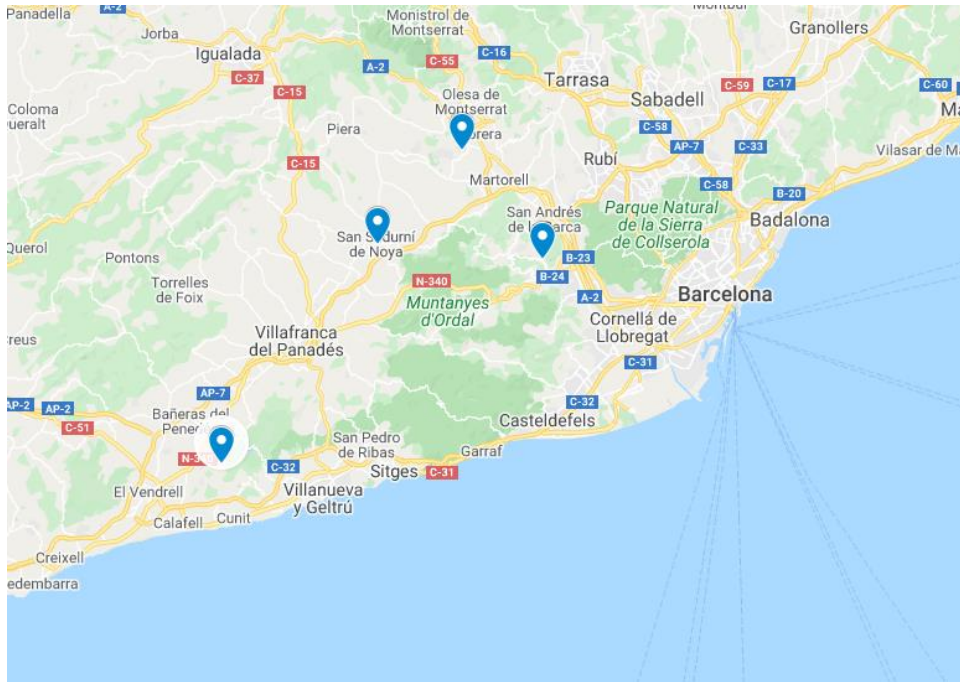 A-2
Panadella
Jorba
Monistrol de
Montserrat
Montbui
Granollers
Igualada
C-16
A-2
C-55
C-37
C-15
Tarrasa
C-59
C-17
C-60
Coloma
Queralt
Olesa de
Montserrat
Sabadell
Piera
C-58
C-15
Rubí
AP-7
C-33
Vilasar de
Martorell
C-58
B-20
San Andrés
Parque Natural
de la Sierra
de Collserola
Badalona
Querol
Pontons
de Noya
B-23
B-24
Torrelles
de Foix
N-340
A-2
Barcelona
Muntanyes
d'Ordal
Cornellá de
Llobregat
Villafranca
del Panadés
C-31
AP-7
C-32
AP-2
AP-2
C-51
Bañeras del
Casteldefels
San Pedro
de Ribas
Garraf
C-32
Sitges
C-31
El Vendrell
Villanueva
y Geltrú
Calafell
Cunit
Creixell